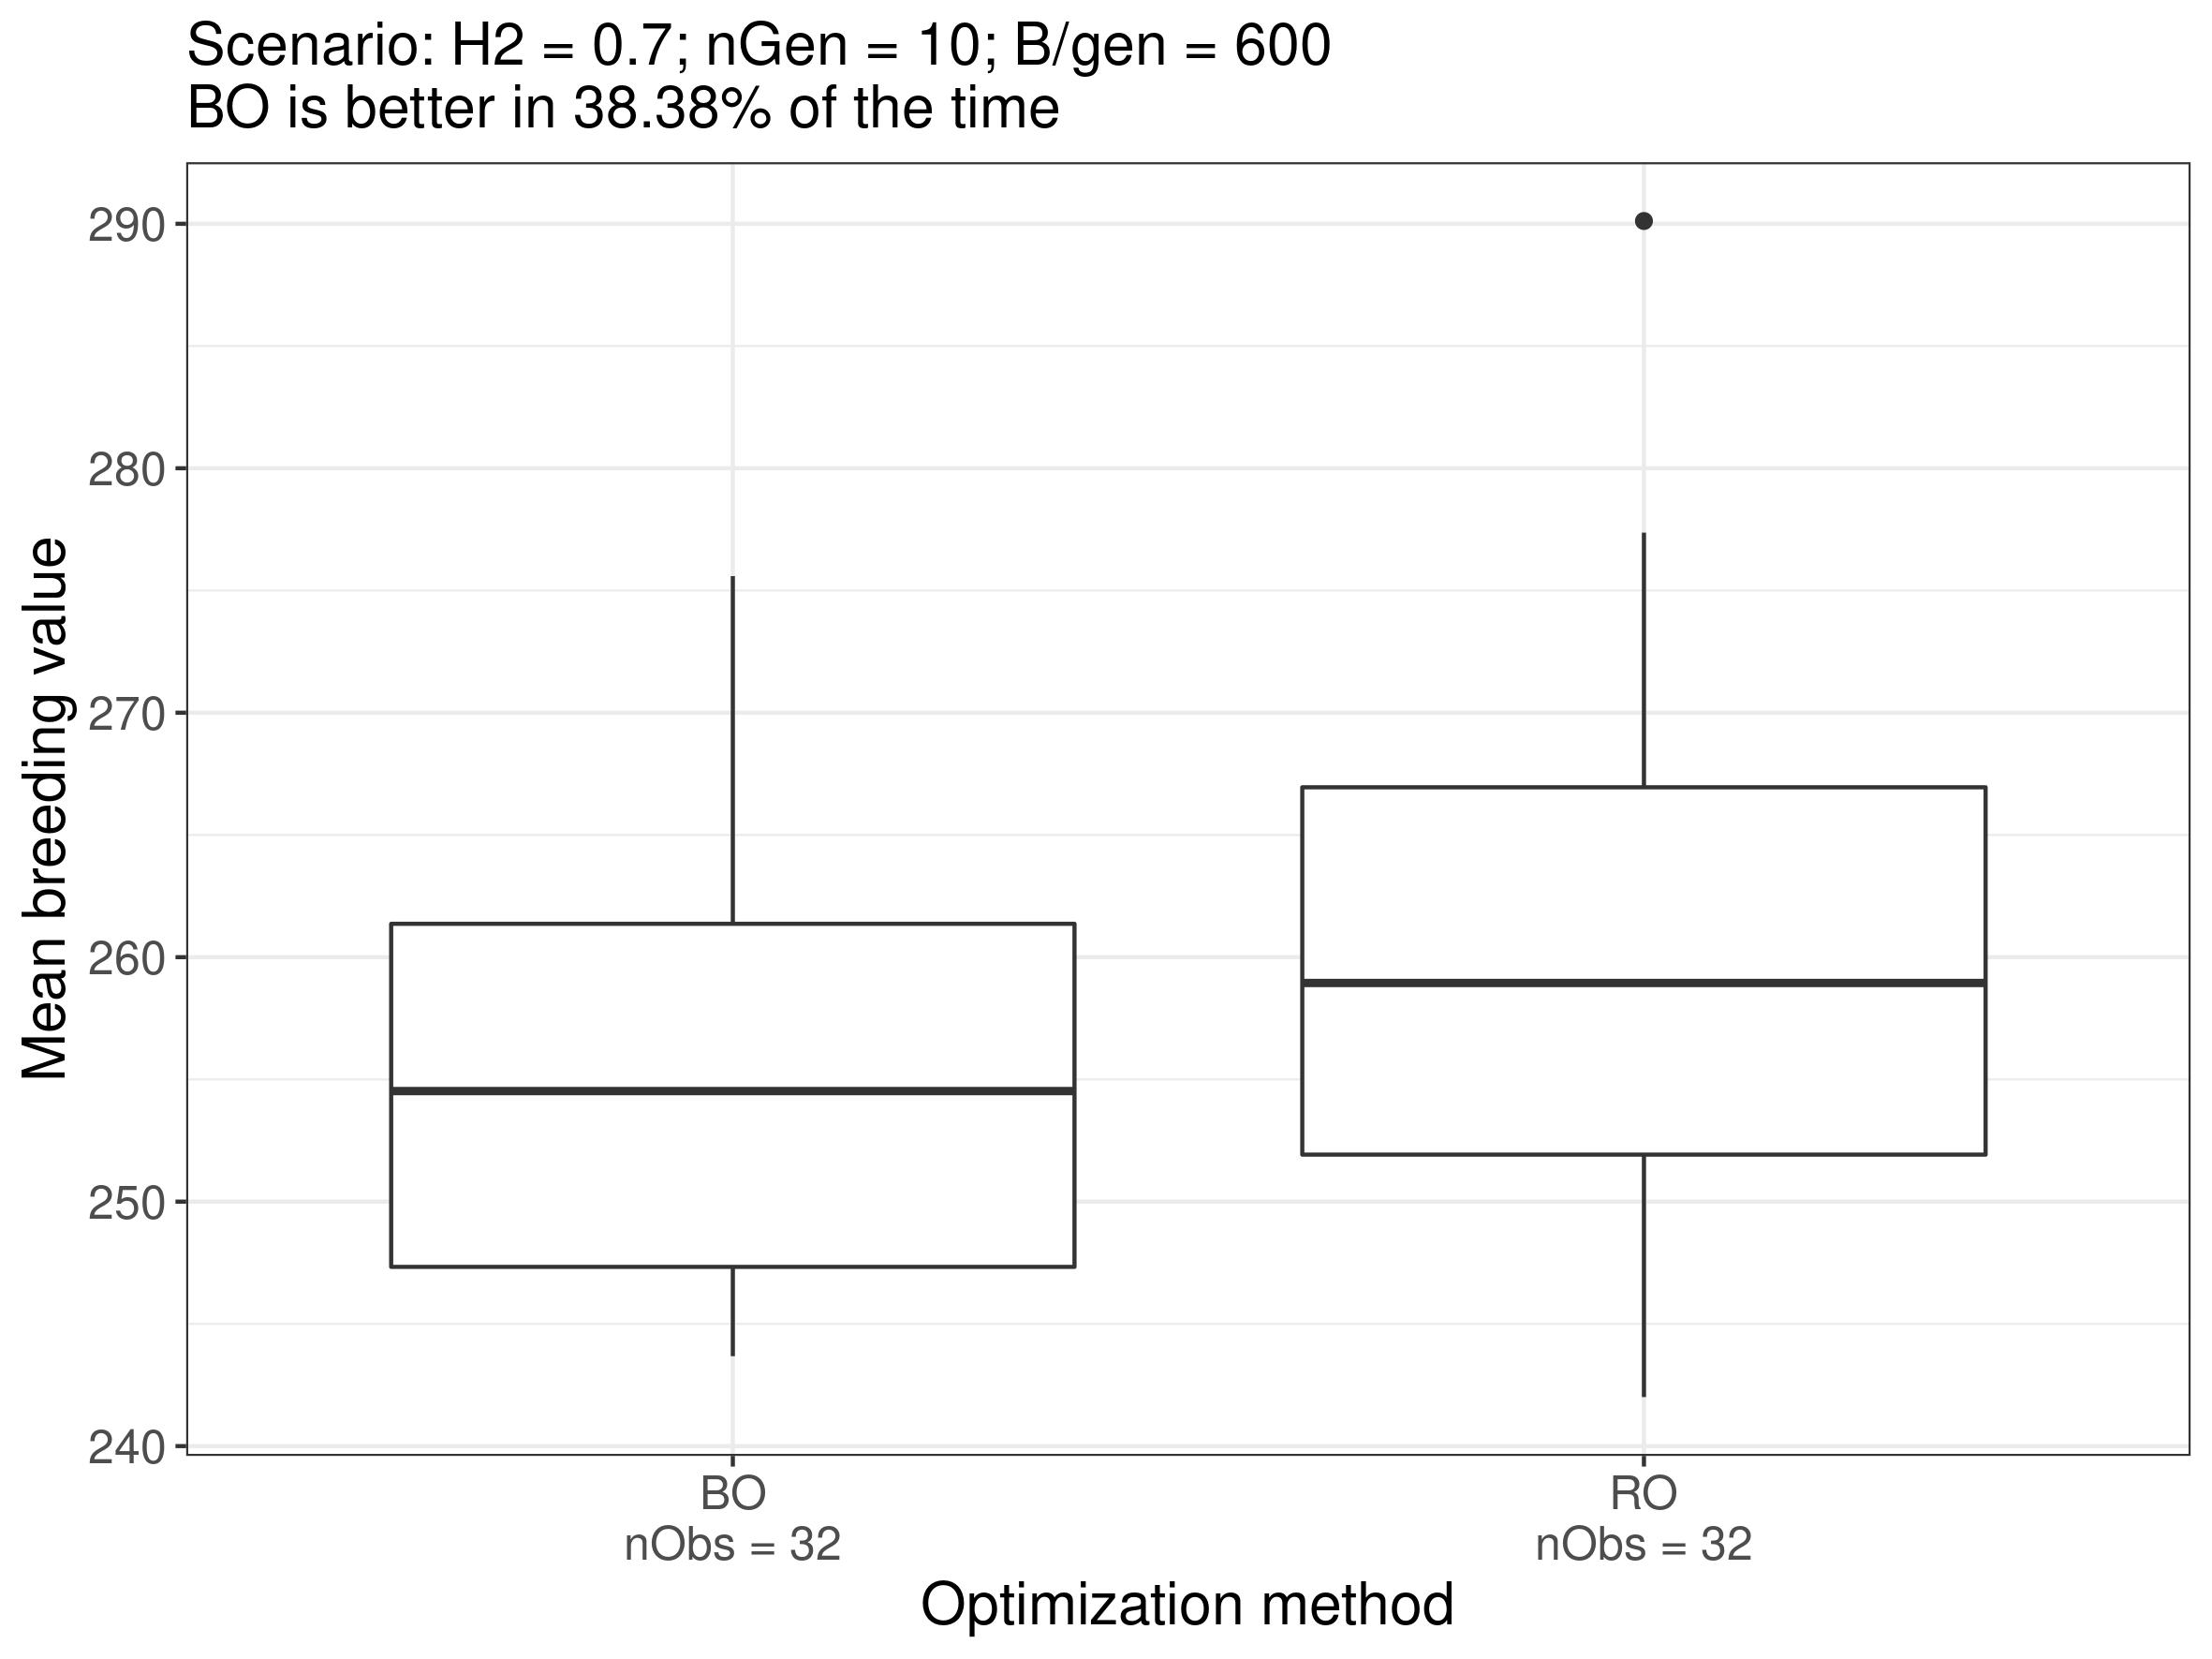 Scenario: H2 = 0.7; nGen = 10; B/gen = 600
BO is better in 38.38% of the time
Mean breeding value
290
280
270
260
250
240
BO
nObs = 32
RO
nObs = 32
Optimization method